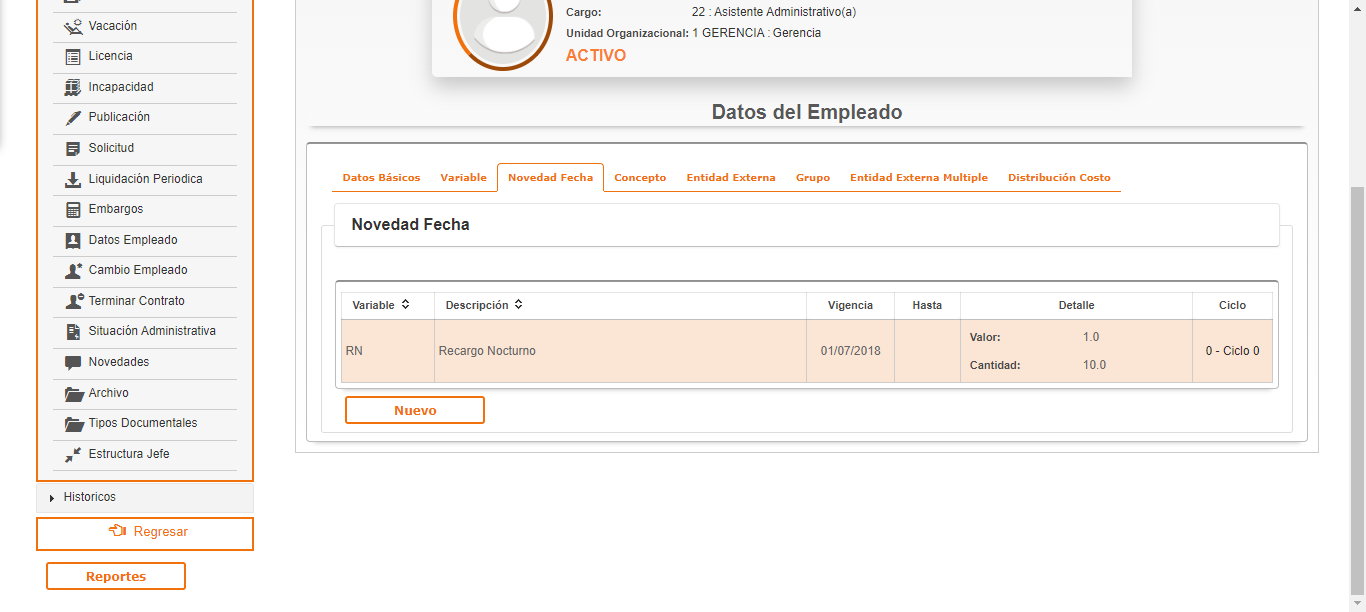 Vacación
Licencia
Incapacidad
Publicación
Solicitud
Liquidación Periodica
Embargos
Datos Empleado
Cambio Empleado
Terminar Contrato
Situación Administrativa
Novedades
Archivo
Tipos Documentales
Estructura Jefe
Historicos
Regresar
Reportes
Cargo: 22 : Asistente Administrativo(a)
Unidad Organizacional: 1 GERENCIA : Gerencia
ACTIVO
Datos del Empleado
Datos Básicos Variable Novedad Fecha Concepto Entidad Externa Grupo Entidad Externa Multiple Distribución Costo
Novedad Fecha
Variable Descripción Vigencia Hasta Detalle Ciclo
RN Recargo Nocturno 01/07/2018 Valor: 1.0 0 - Ciclo 0
Cantidad: 10.0
Nuevo